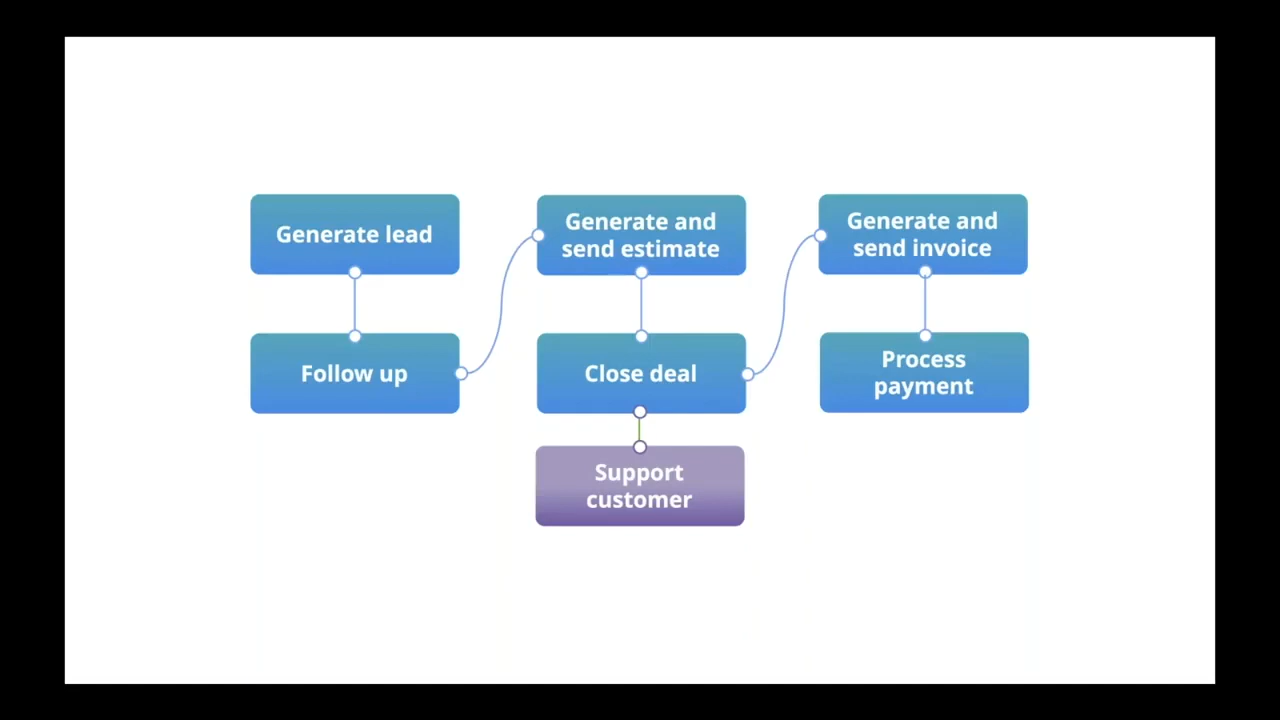 Generate lead
Follow up
Generate and
send estimate
Close deal
Support
customer
Generate and
send invoice
Process
payment